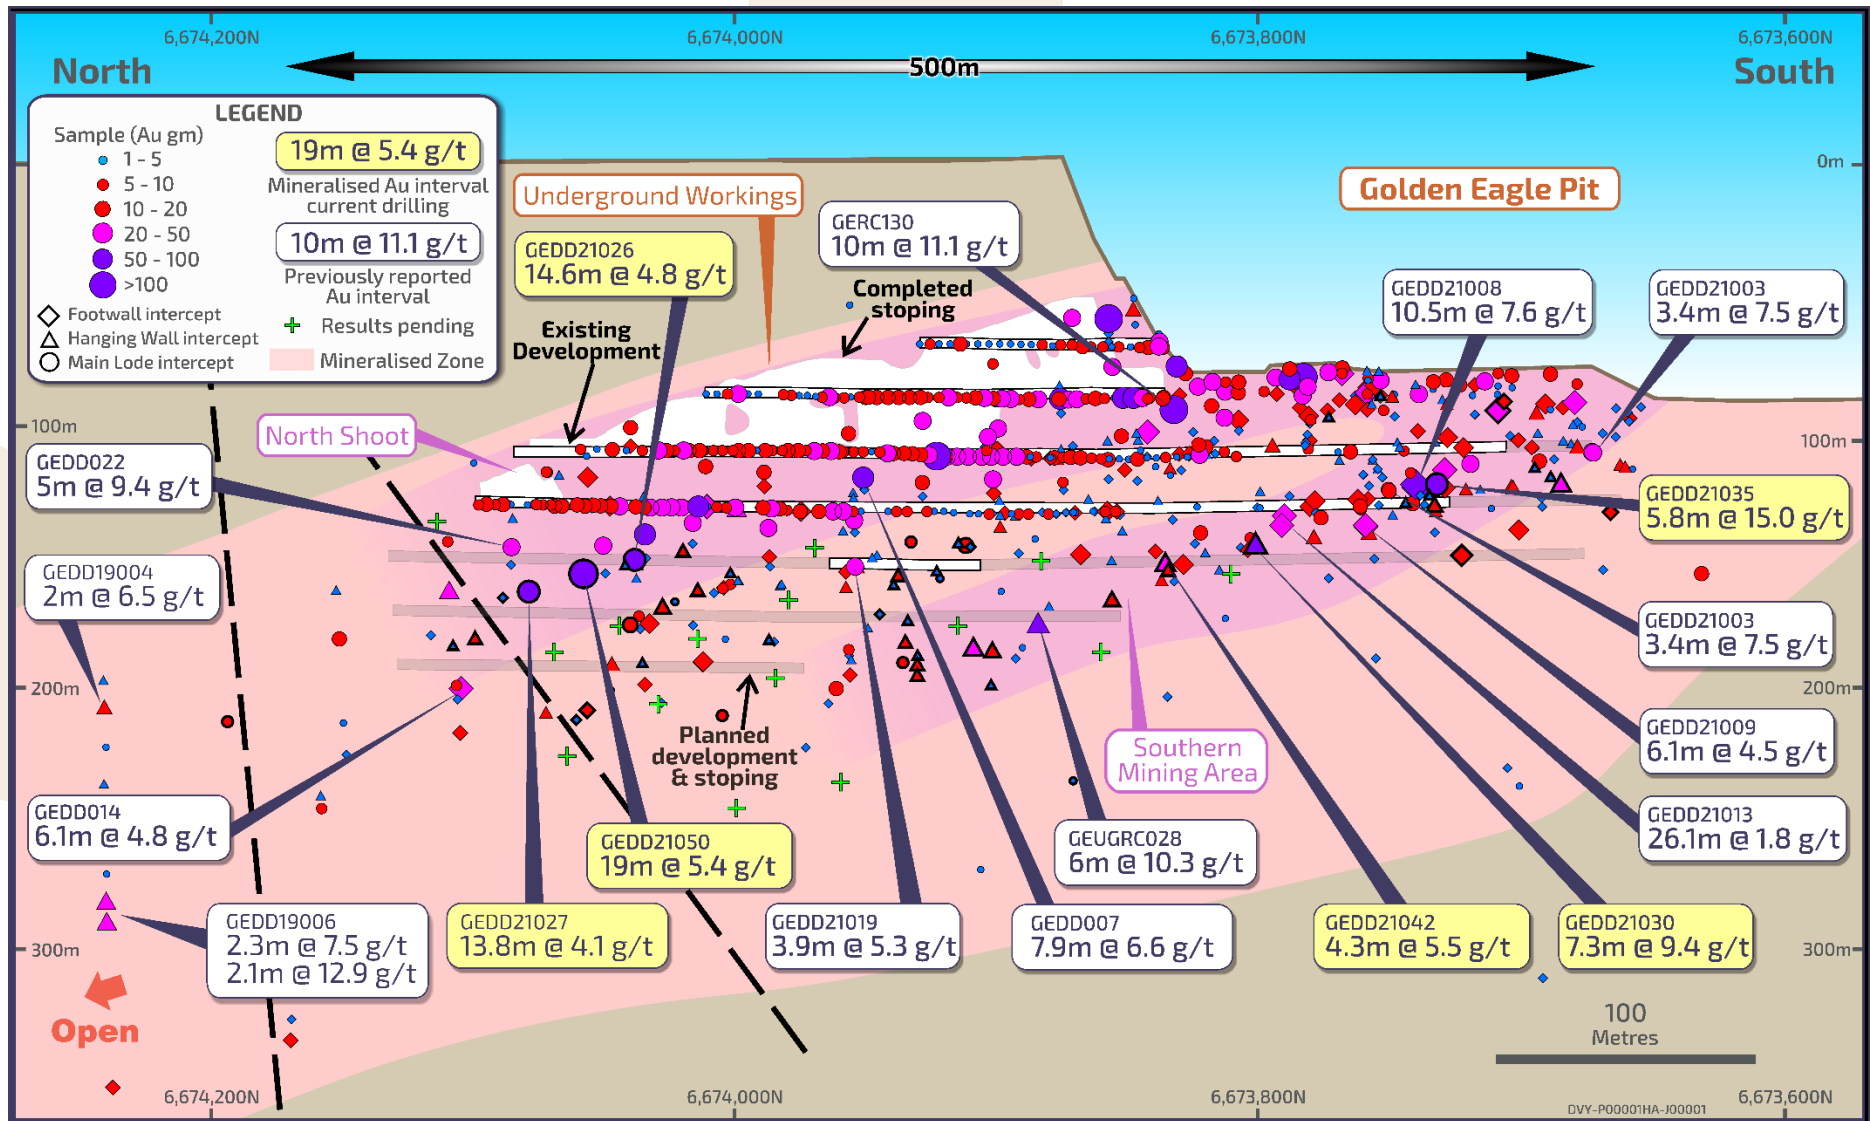 6,674,200N
6,674,000N
6,673,800N
6,673,600N
North
500m
South
LEGEND
Sample (Au gm)
1 - 5
5 - 10
10 - 20
20 - 50
50 - 100
>100
Footwall intercept
Hanging Wall intercept
Main Lode intercept
19m @ 5.4 g/t
Mineralised Au interval
current drilling
10m @ 11.1 g/t
Previously reported
Au interval
Results pending
Mineralised Zone
0m
Underground Workings
Golden Eagle Pit
GEDD21026
14.6m @ 4.8 g/t
GERC130
10m @ 11.1 g/t
Completed
stoping
Existing
Development
GEDD21008
10.5m @ 7.6 g/t
GEDD21003
3.4m @ 7.5 g/t
100m
North Shoot
100m
GEDD022
5m @ 9.4 g/t
GEDD21035
5.8m @ 15.0 g/t
GEDD19004
2m @ 6.5 g/t
GEDD21003
3.4m @ 7.5 g/t
200m
200m
Planned
development
& stoping
Southern
Mining Area
GEDD21009
6.1m @ 4.5 g/t
GEDD014
6.1m @ 4.8 g/t
GEDD21050
19m @ 5.4 g/t
GEUGRC028
6m @ 10.3 g/t
GEDD21013
26.1m @ 1.8 g/t
GEDD19006
2.3m @ 7.5 g/t
2.1m @ 12.9 g/t
GEDD21027
13.8m @ 4.1 g/t
GEDD21019
3.9m @ 5.3 g/t
GEDD007
7.9m @ 6.6 g/t
GEDD21042
4.3m @ 5.5 g/t
GEDD21030
7.3m @ 9.4 g/t
300m
300m
Open
100
Metres
6,674,200N
6,674,000N
6,673,800N
6,673,600N
DVY-P00001HA-J00001